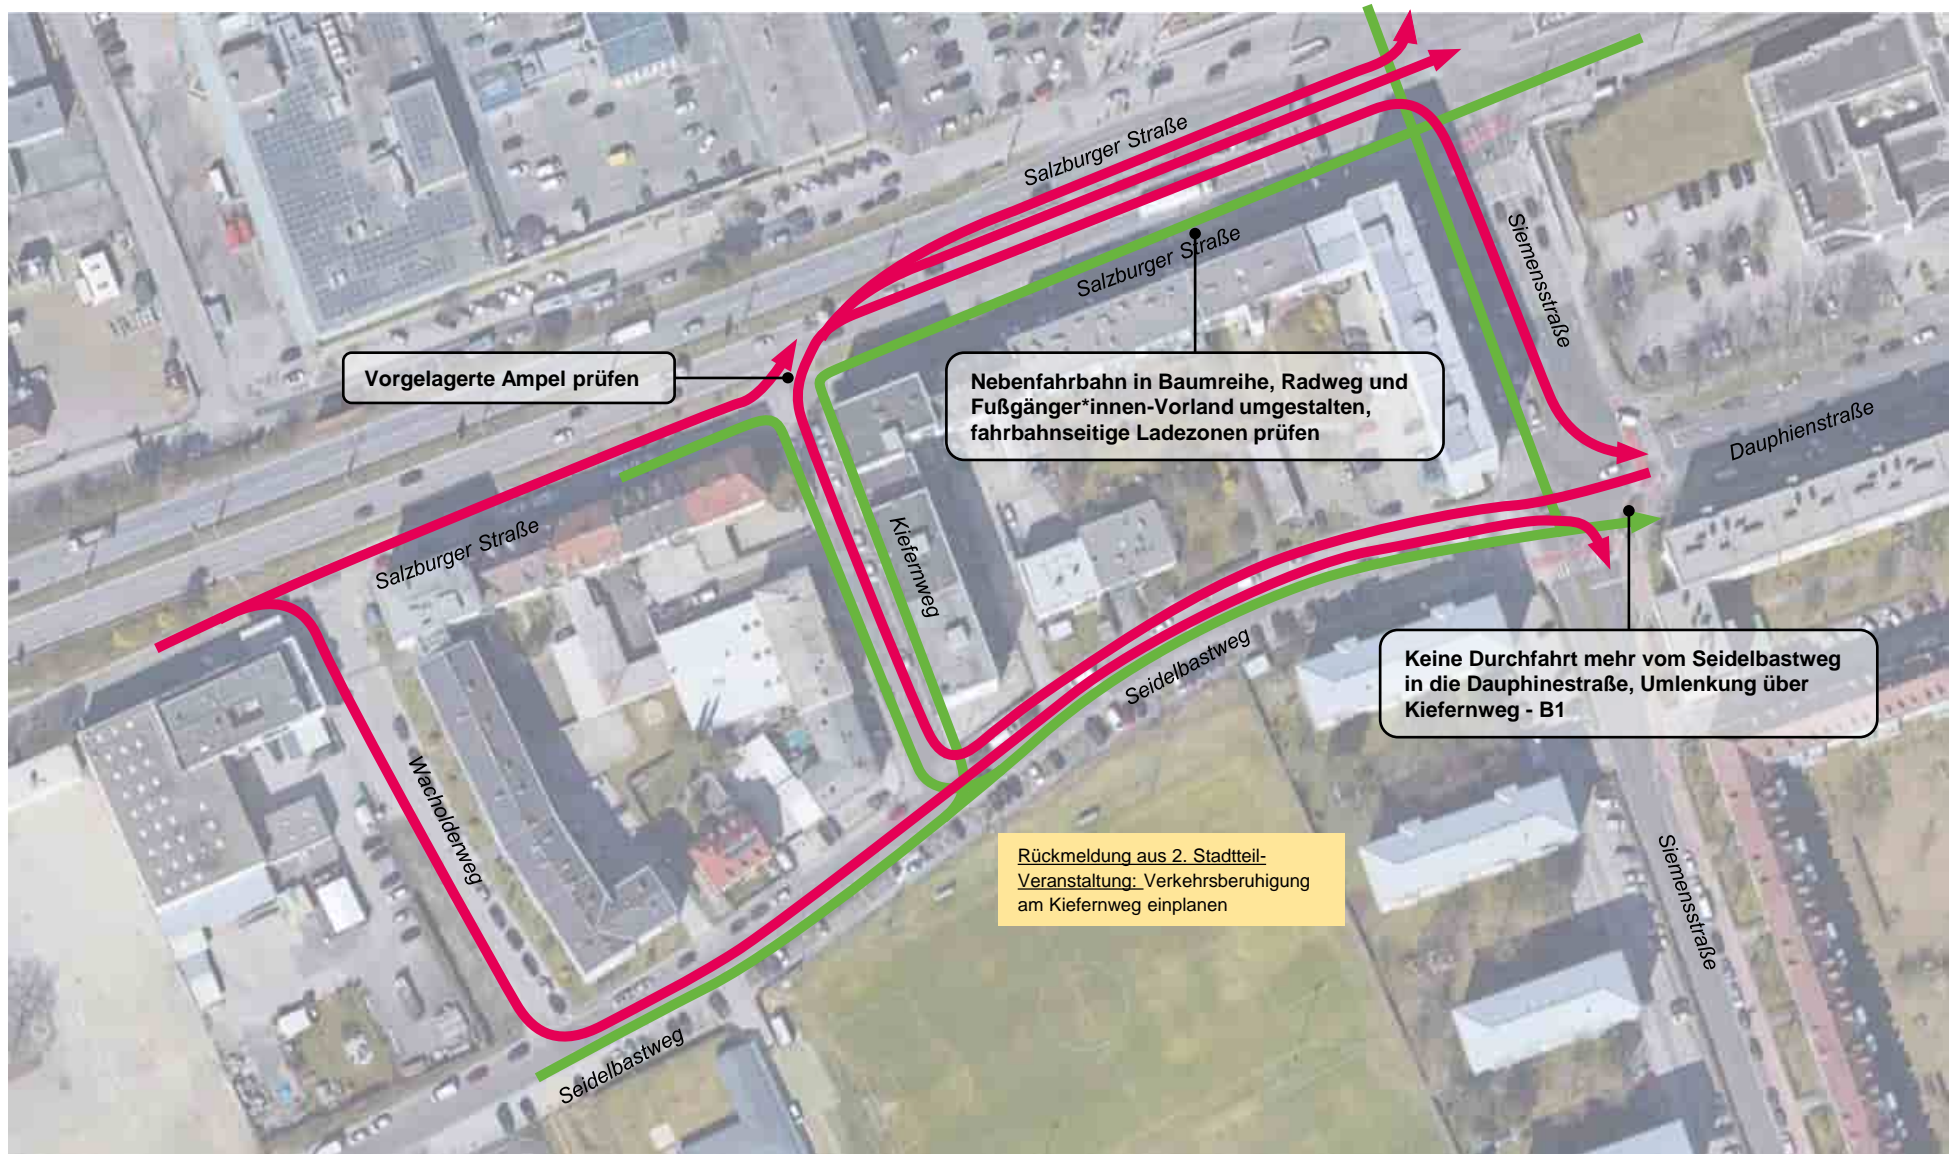 Salzburger Straße
Salzburger Straße
Siemensstraße
Vorgelagerte Ampel prüfen
Nebenfahrbahn in Baumreihe, Radweg und
Fußgänger*innen-Vorland umgestalten,
fahrbahnseitige Ladezonen prüfen
Dauphienstraße
Salzburger Straße
Kiefernweg
Seidelbastweg
Keine Durchfahrt mehr vom Seidelbastweg
in die Dauphinestraße, Umlenkung über
Kiefernweg - B1
Wacholderweg
Rückmeldung aus 2. Stadtteil-
Veranstaltung: Verkehrsberuhigung
am Kiefernweg einplanen
Siemensstraße
Seidelbastweg